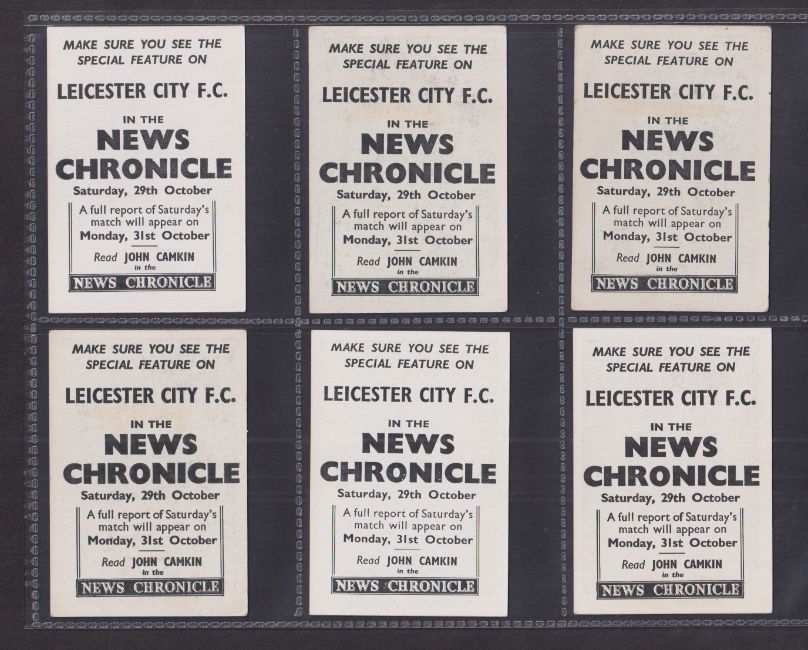 MAKE SURE YOU SEE THE
SPECIAL FEATURE ON
LEICESTER CITY F.C.
IN THE
NEWS
CHRONICLE
Saturday, 29th October
A full report of Saturday's
match will appear on
Monday, 31st October
Read JOHN CAMKIN
in the
NEWS CHRONICLE
MAKE SURE YOU SEE THE
SPECIAL FEATURE ON
LEICESTER CITY F.C.
IN THE
NEWS
CHRONICLE
Saturday, 29th October
A full report of Saturday's
match will appear on
Monday, 31st October
Read JOHN CAMKIN
in the
NEWS CHRONICLE
MAKE SURE YOU SEE THE
SPECIAL FEATURE ON
LEICESTER CITY F.C.
IN THE
NEWS
CHRONICLE
Saturday, 29th October
A full report of Saturday's
match will appear on
Monday, 31st October
Read JOHN CAMKIN
in the
NEWS CHRONICLE
MAKE SURE YOU SEE THE
SPECIAL FEATURE ON
LEICESTER CITY F.C.
IN THE
NEWS
CHRONICLE
Saturday, 29th October
A full report of Saturday's
match will appear on
Monday, 31st October
Read JOHN CAMKIN
in the
NEWS CHRONICLE
MAKE SURE YOU SEE THE
SPECIAL FEATURE ON
LEICESTER CITY F.C.
IN THE
NEWS
CHRONICLE
Saturday, 29th October
A full report of Saturday's
match will appear on
Monday, 31st October
Read JOHN CAMKIN
in the
NEWS CHRONICLE
MAKE SURE YOU SEE THE
SPECIAL FEATURE ON
LEICESTER CITY F.C.
IN THE
NEWS
CHRONICLE
Saturday, 29th October
A full report of Saturday's
match will appear on
Monday, 31st October
Read JOHN CAMKIN
in the
NEWS CHRONICLE